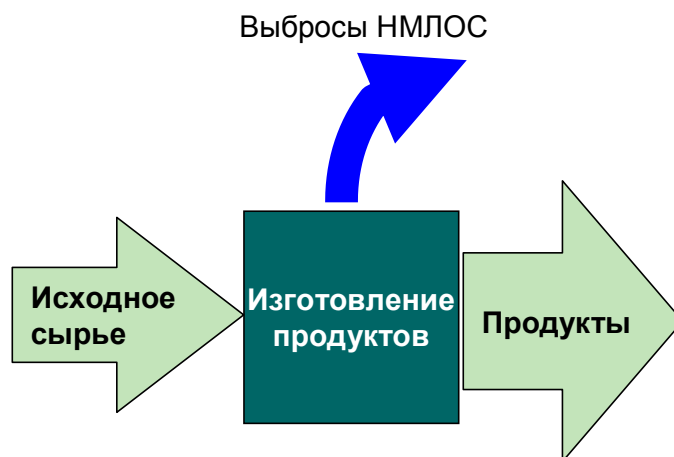 Выбросы НМЛОС
Исходное
сырье
Изготовление
продуктов
Продукты